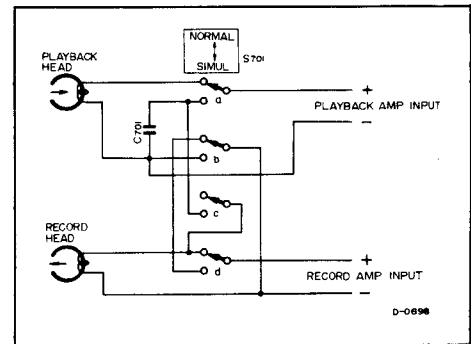 NORMAL
S701
SIMUL
PLAYBACK
HEAD
a
+
PLAYBACK AMP INPUT
−
C701
b
c
RECORD
HEAD
d
+
RECORD AMP INPUT
−
D-0698